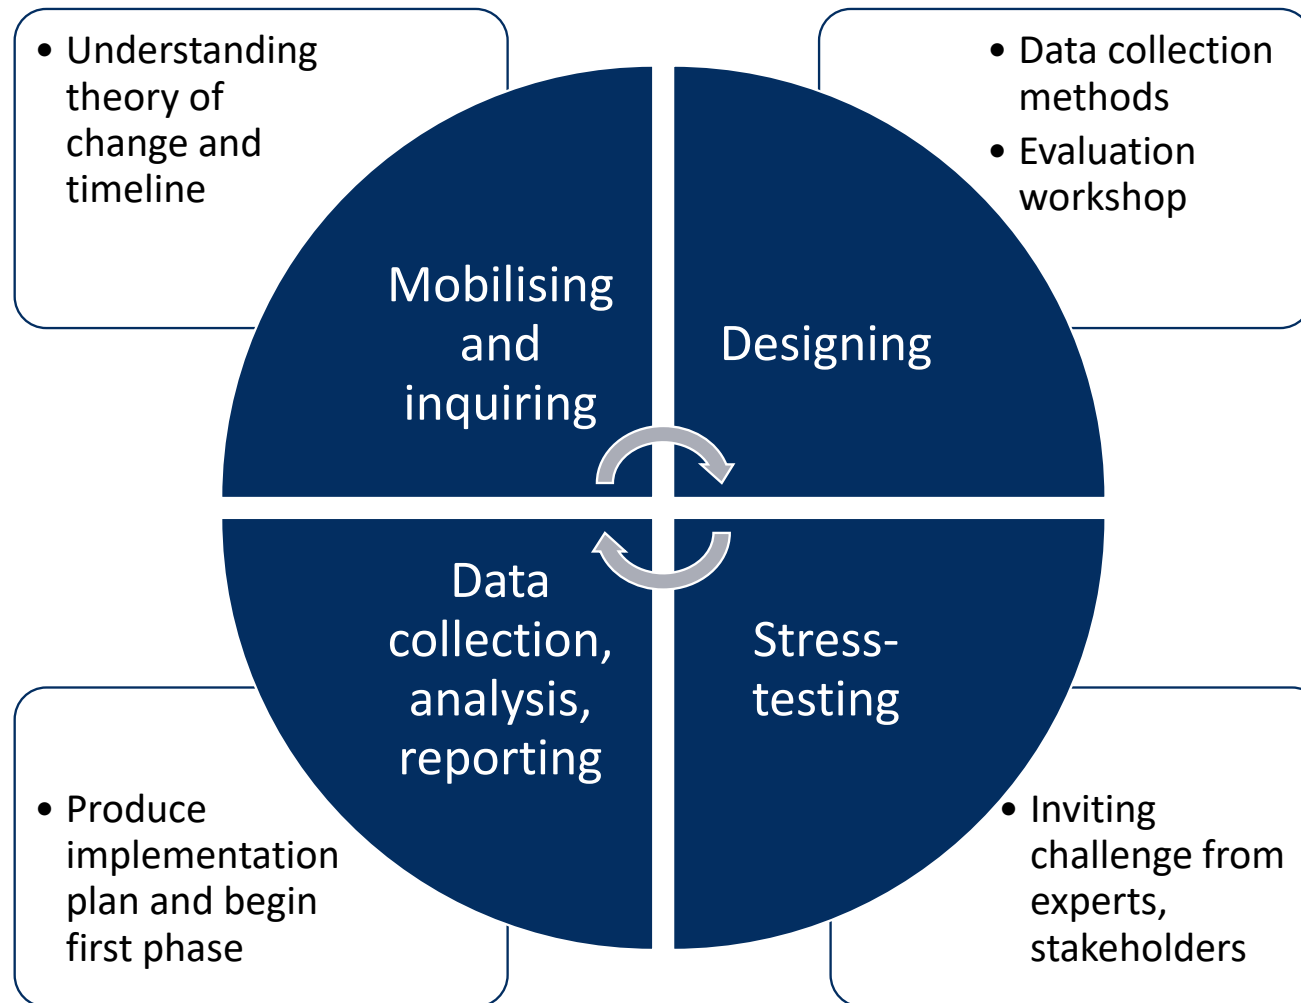 • Understanding
theory of
change and
timeline
• Data collection
methods
• Evaluation
workshop
Mobilising
and
inquiring
Designing
Data
collection,
analysis,
reporting
Stress-
testing
• Produce
implementation
plan and begin
first phase
• Inviting
challenge from
experts,
stakeholders